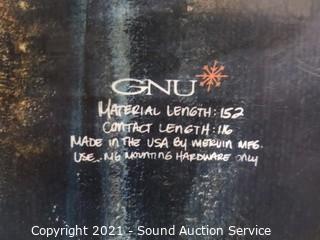 GNU
MATERIAL LENGTH: 152
CONTACT LENGTH: 116
MADE IN THE USA BY MERVIN MFG.
USE M6 MOUNTING HARDWARE ONLY
Copyright 2021 - Sound Auction Service